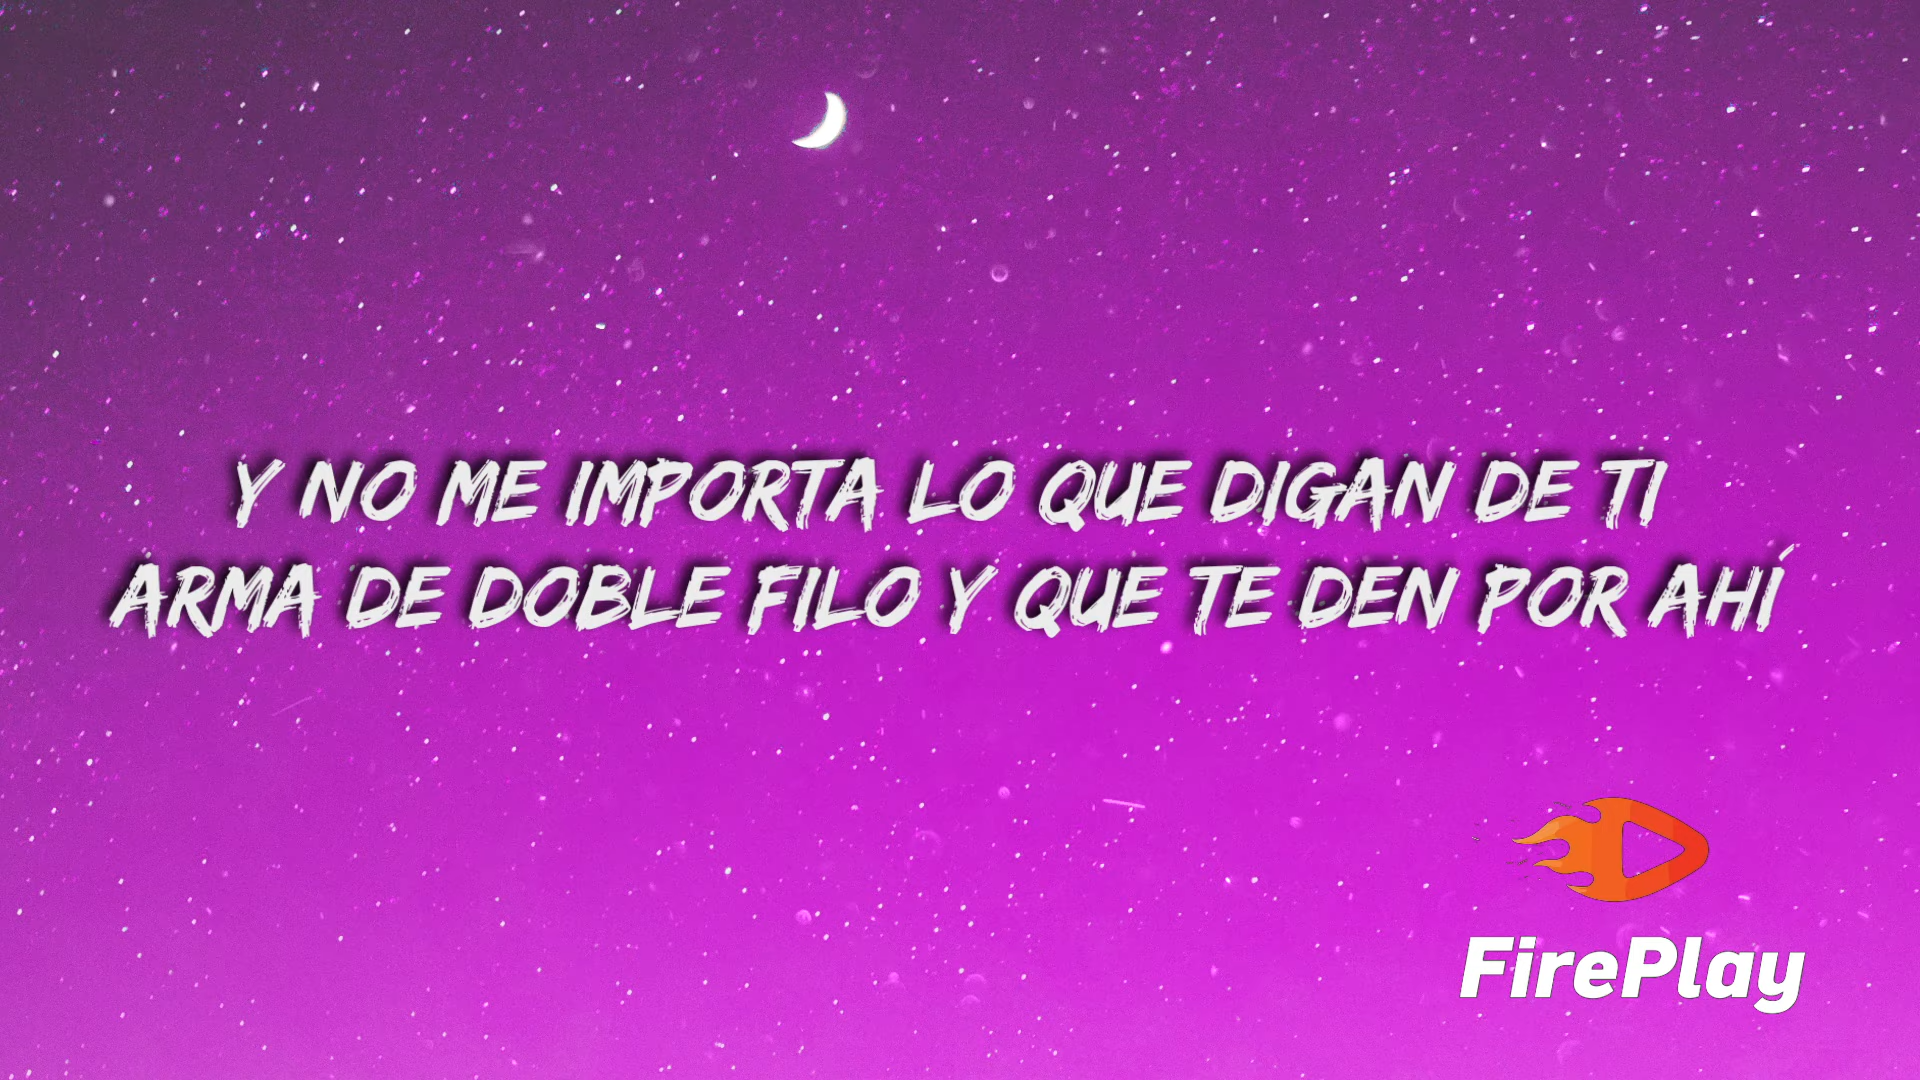 Y NO ME IMPORTA LO QUE DIGAN DE TI
ARMA DE DOBLE FILO Y QUE TE DEN POR AHÍ
FirePlay